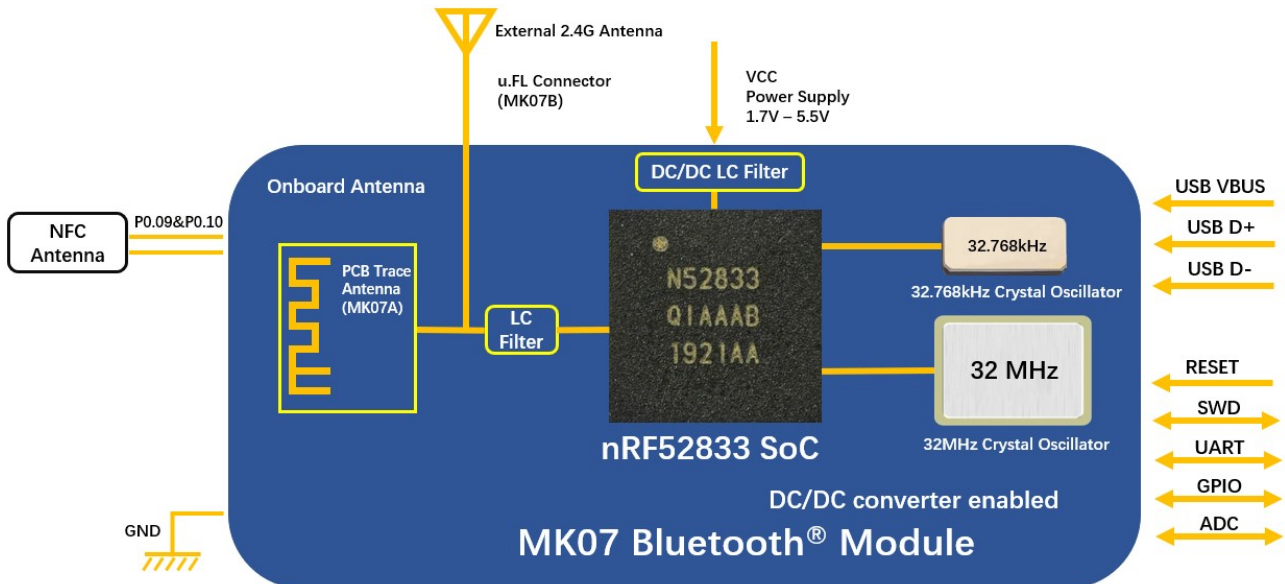 External 2.4G Antenna
u.FL Connector
(MK07B)
VCC
Power Supply
1.7V – 5.5V
Onboard Antenna
DC/DC LC Filter
NFC
Antenna
P0.09&P0.10
PCB Trace
Antenna
(MK07A)
LC
Filter
N52833
QIAAAB
1921AA
nRF52833 SoC
32.768kHz
32.768kHz Crystal Oscillator
32 MHz
32MHz Crystal Oscillator
USB VBUS
USB D+
USB D-
RESET
SWD
UART
GPIO
ADC
GND
DC/DC converter enabled
MK07 Bluetooth® Module